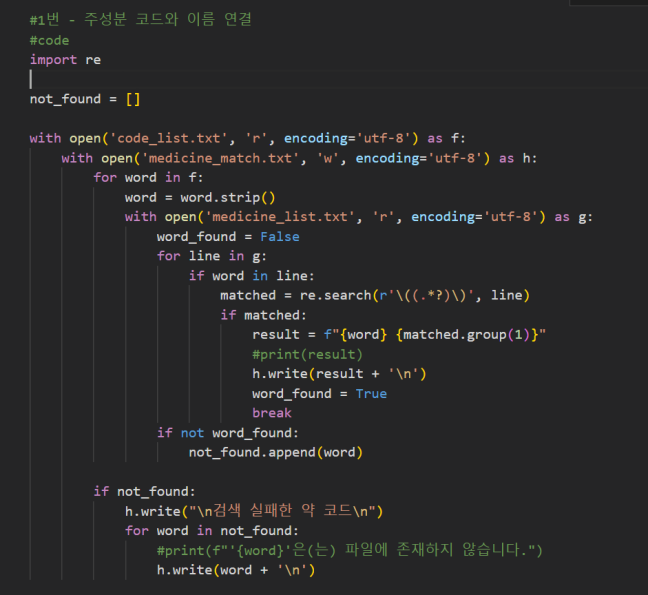 #1번 - 주성분 코드와 이름 연결
#code
import re

not_found = []

with open('code_list.txt', 'r', encoding='utf-8') as f:
    with open('medicine_match.txt', 'w', encoding='utf-8') as h:
        for word in f:
            word = word.strip()
            with open('medicine_list.txt', 'r', encoding='utf-8') as g:
                word_found = False
                for line in g:
                    if word in line:
                        matched = re.search(r'\((.*?)\)', line)
                        if matched:
                            result = f"{word} {matched.group(1)}"
                            #print(result)
                            h.write(result + '\n')
                            word_found = True
                            break
                if not word_found:
                    not_found.append(word)

        if not_found:
            h.write("\n검색 실패한 약 코드\n")
            for word in not_found:
                #print(f"'{word}'은(는) 파일에 존재하지 않습니다.")
                h.write(word + '\n')